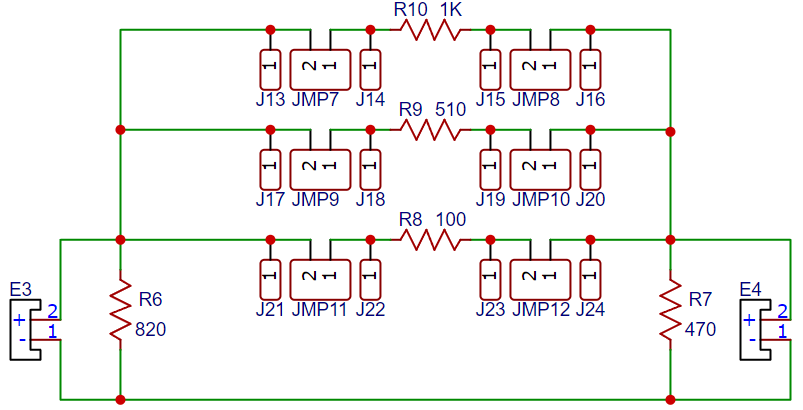 R10 1K
1 2 1 1 1 2 1 1
J13 JMP7 J14 J15 JMP8 J16
R9 510
1 2 1 1 1 2 1 1
J17 JMP9 J18 J19 JMP10 J20
R8 100
1 2 1 1 1 2 1 1
J21 JMP11 J22 J23 JMP12 J24
E3 R6 R7 E4
+ 2 + 2
820 470
- 1 - 1